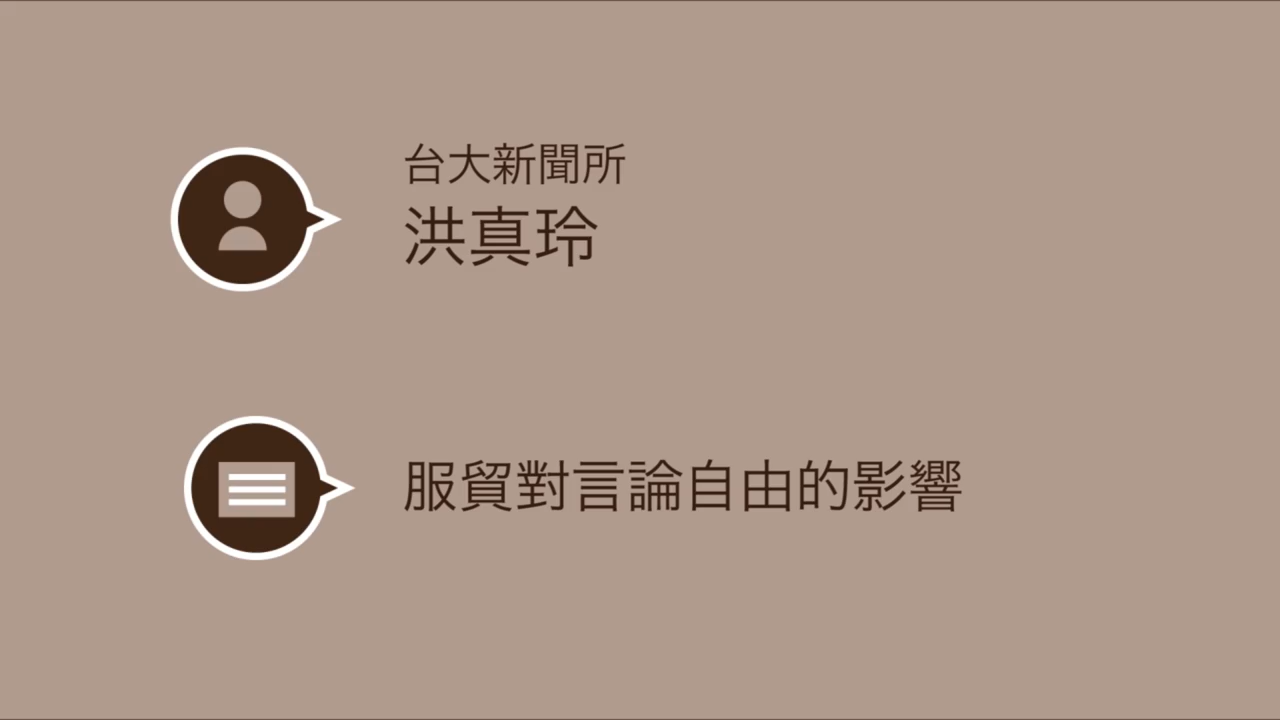 台大新聞所
洪真玲
服貿對言論自由的影響